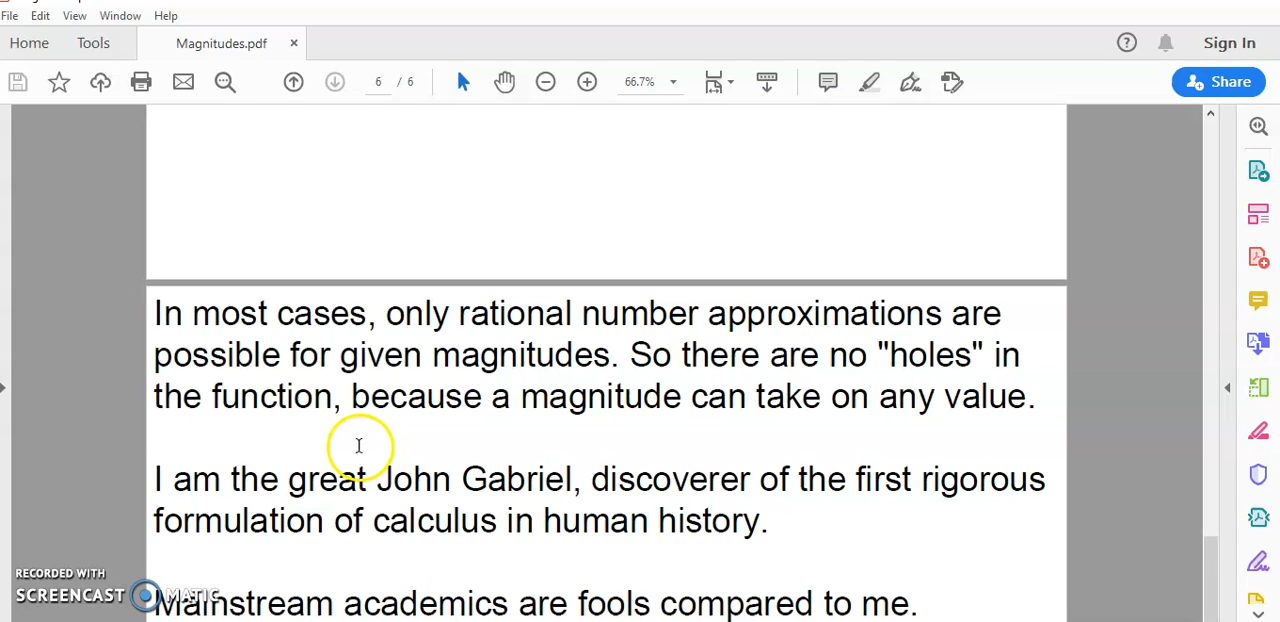 File Edit View Window Help
Home Tools Magnitudes.pdf × ? Sign In
6 / 6 66.7% Share
In most cases, only rational number approximations are
possible for given magnitudes. So there are no "holes" in
the function, because a magnitude can take on any value.
I am the great John Gabriel, discoverer of the first rigorous
formulation of calculus in human history.
RECORDED WITH
SCREENCAST MATIC
Mainstream academics are fools compared to me.